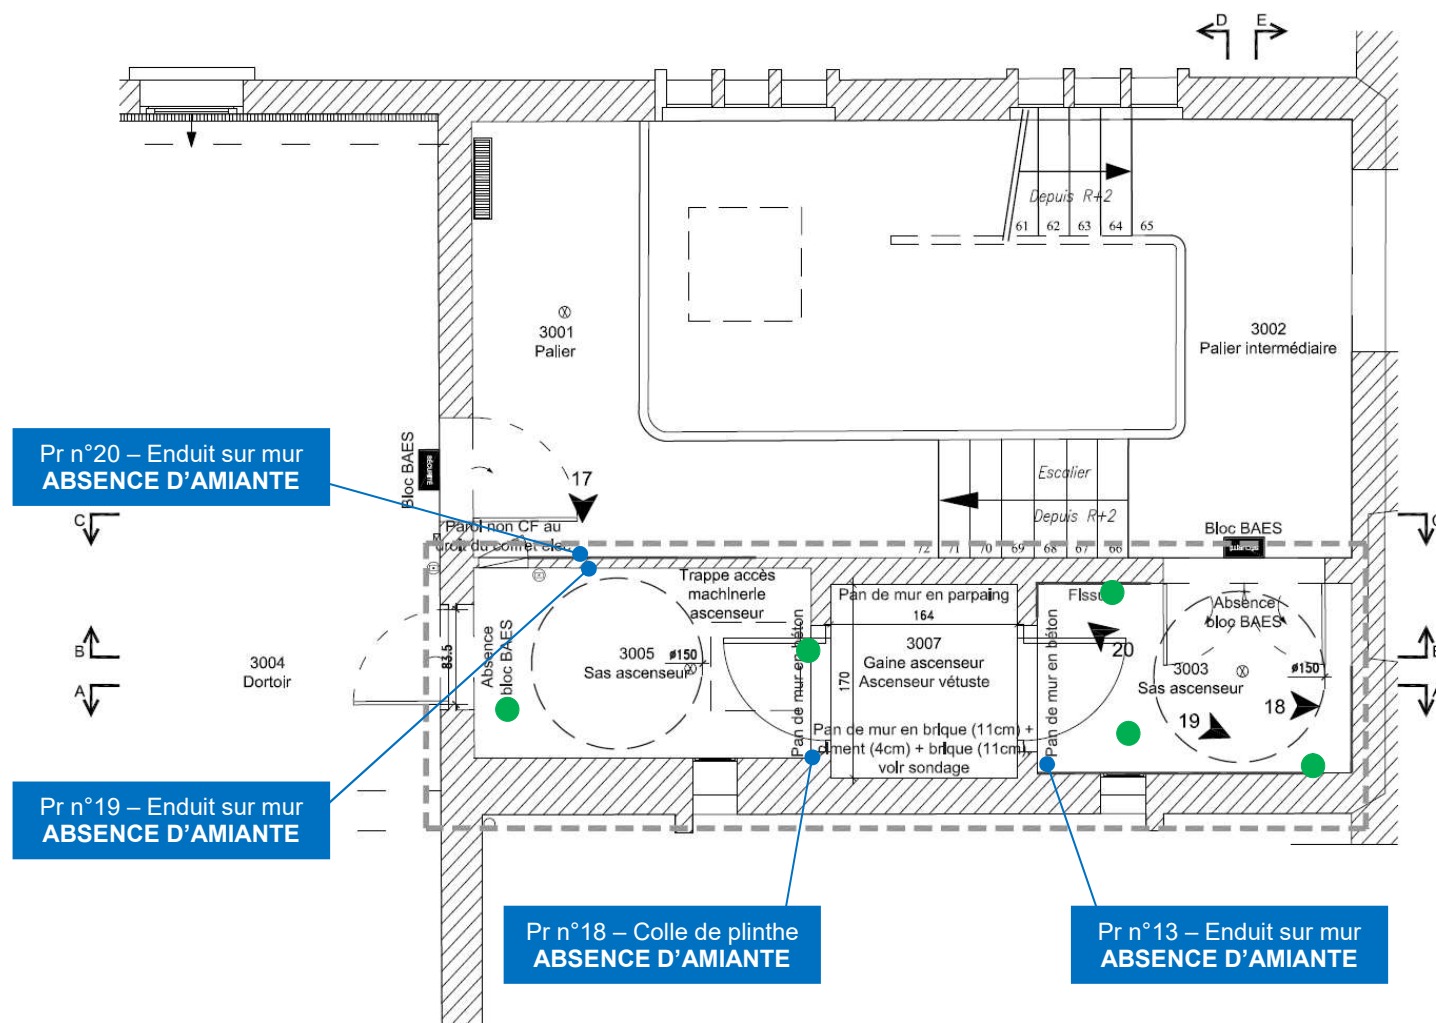 D E
Depuis R+2
61 62 63 64 65
3001
Palier
3002
Palier intermédiaire
Pr n°20 – Enduit sur mur
ABSENCE D'AMIANTE
Bloc BAES
17
Escalier
Depuis R+2
72 71 70 69 68 67 66
C
Paroi non CF au
droit du coffret elec
Bloc BAES
Trappe accès
machinerie
ascenseur
Pan de mur en parpaing
164
Absence
bloc BAES
20
B
A
3004
Dortoir
83.5
Absence
bloc BAES
3005
Sas ascenseur
ø150
Pan de mur en béton
3007
Gaine ascenseur
Ascenseur vétuste
170
Pan de mur en béton
3003
Sas ascenseur
ø150
18
19
Pan de mur en brique (11cm) +
ciment (4cm) + brique (11cm),
voir sondage
Pr n°19 – Enduit sur mur
ABSENCE D'AMIANTE
Pr n°18 – Colle de plinthe
ABSENCE D'AMIANTE
Pr n°13 – Enduit sur mur
ABSENCE D'AMIANTE